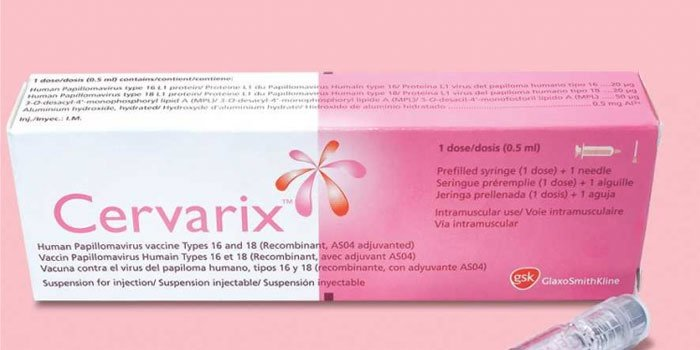 1 dose/dosis (0.5 ml) contains/contient/contiene:
Human Papillomavirus type 16 L1 protein/ Protéine L1 du Papillomavirus Humain type 16/ Proteína L1 virus del papiloma humano tipo 16 ....20 µg
Human Papillomavirus type 18 L1 protein/ Protéine L1 du Papillomavirus Humain type 18/ Proteína L1 virus del papiloma humano tipo 18 ....20 µg
3-O-desacyl-4'-monophosphoryl lipid A (MPL)/ 3-O-desacyl-4'-monophosphoryl lipide A (MPL)/ 3-O-desacil-4'-monofosforil lípido A (MPL) .... 50 µg
Aluminium hydroxide, hydrated/ Hydroxyde d'aluminium hydraté/ Hidróxido de aluminio hidratado .... 0.5 mg Al³⁺
Inj./Inyec.: I.M.
1 dose/dosis (0.5 ml)
Prefilled syringe (1 dose) + 1 needle
Seringue préremplie (1 dose) + 1 aiguille
Jeringa prellenada (1 dosis) + 1 aguja
Intramuscular use/ Voie intramusculaire
Vía intramuscular
Cervarix™
Human Papillomavirus vaccine Types 16 and 18 (Recombinant, AS04 adjuvanted)
Vaccin Papillomavirus Humain Types 16 et 18 (Recombinant, avec adjuvant AS04)
Vacuna contra el virus del papiloma humano, tipos 16 y 18 (recombinante, con adyuvante AS04)
Suspension for injection/ Suspension injectable/ Suspensión inyectable
gsk GlaxoSmithKline